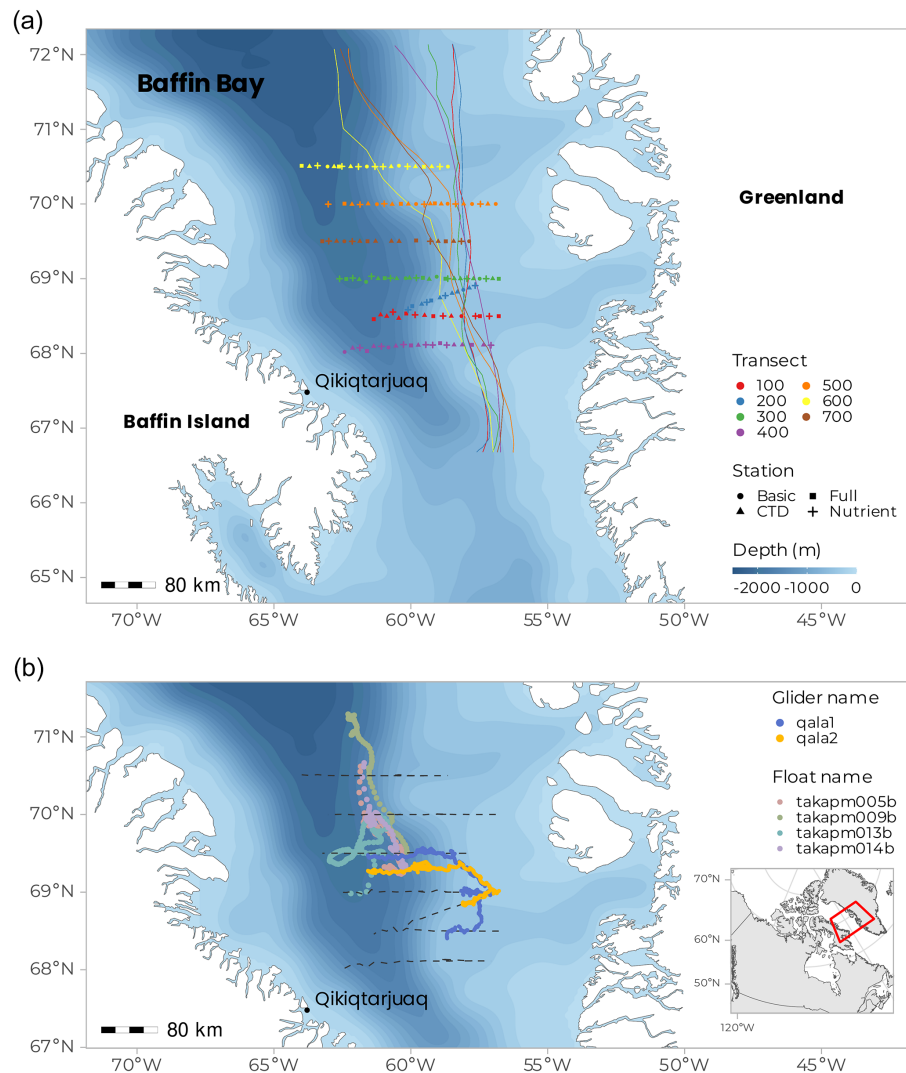 (a)
72°N
71°N
70°N
69°N
68°N
67°N
66°N
65°N
Baffin Bay
Greenland
Qikiqtarjuaq
Baffin Island
Transect
100 500
200 600
300 700
400
Station
Basic Full
CTD Nutrient
Depth (m)
-2000 -1000 0
80 km
70°W 65°W 60°W 55°W 50°W 45°W
(b)
71°N
70°N
69°N
68°N
67°N
Glider name
qala1
qala2
Float name
takapm005b
takapm009b
takapm013b
takapm014b
70°N
60°N
50°N
120°W
Qikiqtarjuaq
80 km
70°W 65°W 60°W 55°W 50°W 45°W